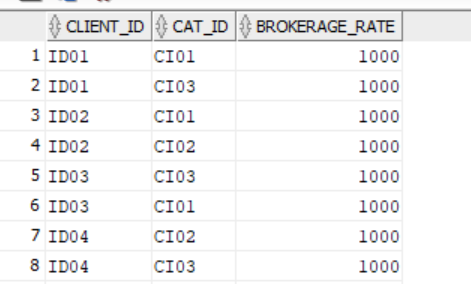 CLIENT_ID CAT_ID BROKERAGE_RATE
1 ID01 CI01 1000
2 ID01 CI03 1000
3 ID02 CI01 1000
4 ID02 CI02 1000
5 ID03 CI03 1000
6 ID03 CI01 1000
7 ID04 CI02 1000
8 ID04 CI03 1000